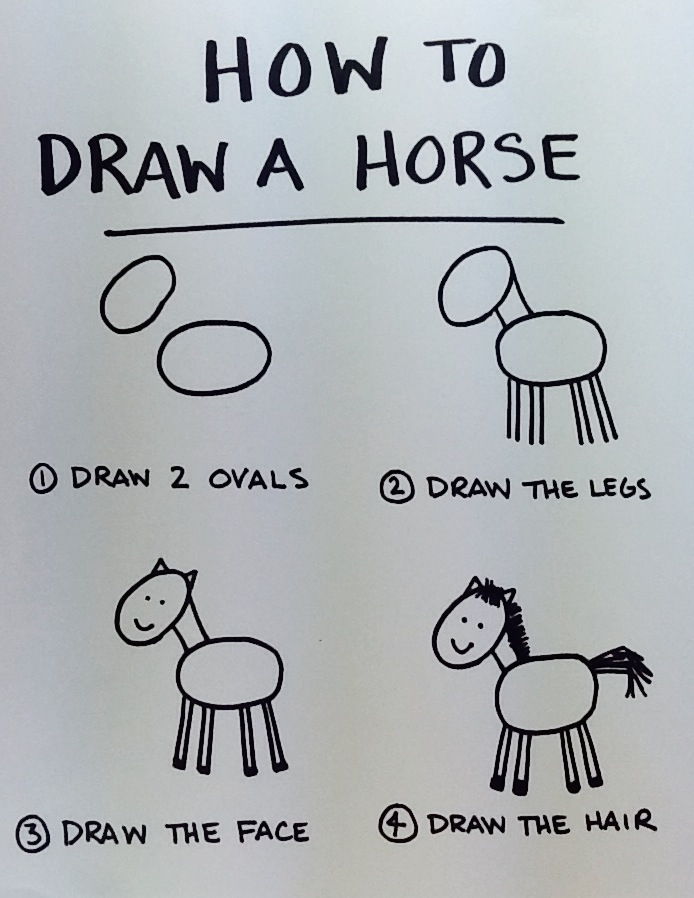 HOW TO
DRAW A HORSE
① DRAW 2 OVALS
② DRAW THE LEGS
③ DRAW THE FACE
④ DRAW THE HAIR